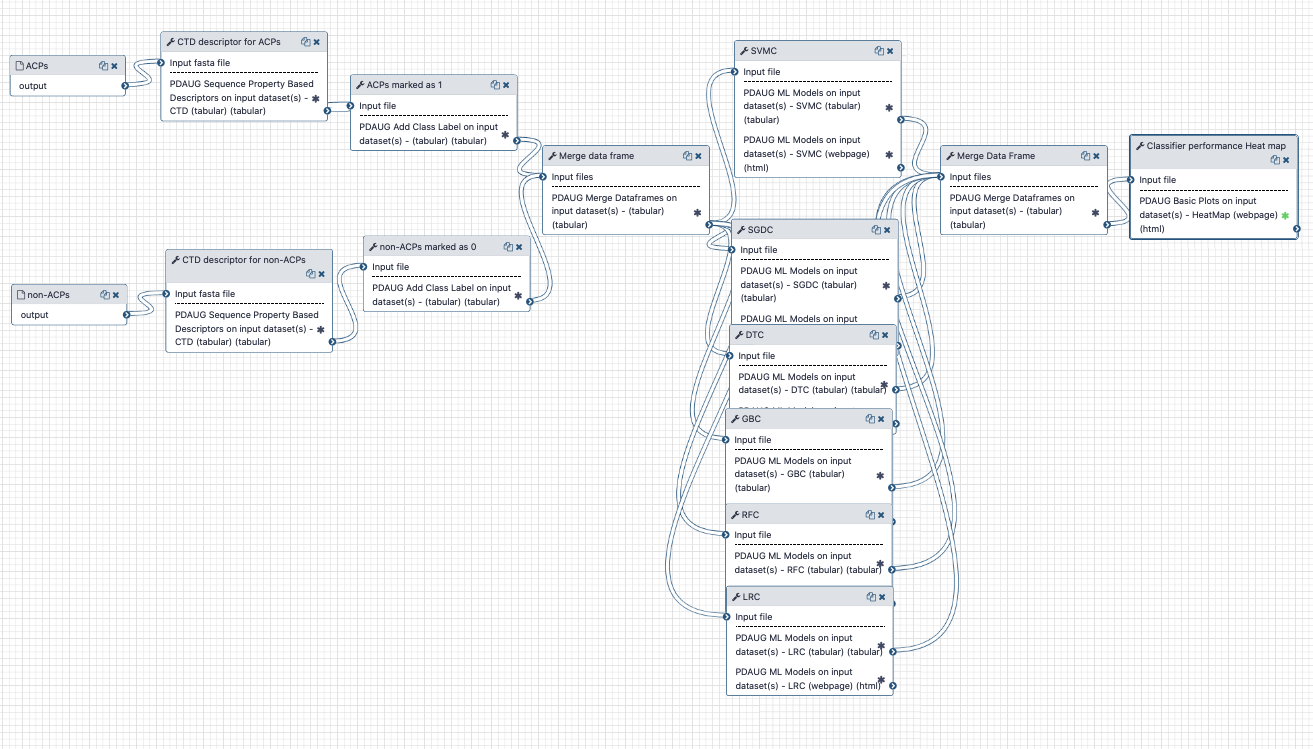 ACPs
output
CTD descriptor for ACPs
Input fasta file
PDAUG Sequence Property Based
Descriptors on input dataset(s) -
CTD (tabular) (tabular)
ACPs marked as 1
Input file
PDAUG Add Class Label on input
dataset(s) - (tabular) (tabular)
non-ACPs
output
CTD descriptor for non-ACPs
Input fasta file
PDAUG Sequence Property Based
Descriptors on input dataset(s) -
CTD (tabular) (tabular)
non-ACPs marked as 0
Input file
PDAUG Add Class Label on input
dataset(s) - (tabular) (tabular)
Merge data frame
Input files
PDAUG Merge Dataframes on
input dataset(s) - (tabular)
(tabular)
SVMC
Input file
PDAUG ML Models on input
dataset(s) - SVMC (tabular)
(tabular)
PDAUG ML Models on input
dataset(s) - SVMC (webpage)
(html)
SGDC
Input file
PDAUG ML Models on input
dataset(s) - SGDC (tabular)
(tabular)
PDAUG ML Models on input
DTC
Input file
PDAUG ML Models on input
dataset(s) - DTC (tabular) (tabular)
GBC
Input file
PDAUG ML Models on input
dataset(s) - GBC (tabular)
(tabular)
RFC
Input file
PDAUG ML Models on input
dataset(s) - RFC (tabular) (tabular)
LRC
Input file
PDAUG ML Models on input
dataset(s) - LRC (tabular) (tabular)
PDAUG ML Models on input
dataset(s) - LRC (webpage) (html)
Merge Data Frame
Input files
PDAUG Merge Dataframes on
input dataset(s) - (tabular)
(tabular)
Classifier performance Heat map
Input file
PDAUG Basic Plots on input
dataset(s) - HeatMap (webpage)
(html)